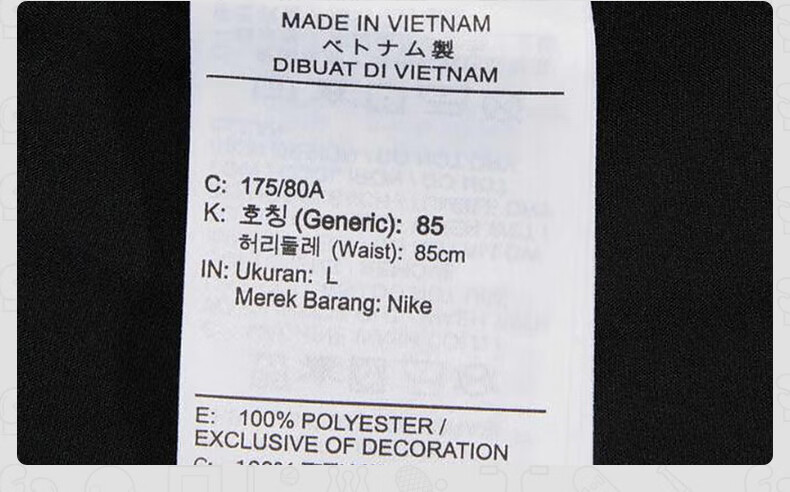 MADE IN VIETNAM
ベトナム製
DIBUAT DI VIETNAM
C: 175/80A
K: 호칭 (Generic): 85
허리둘레 (Waist): 85cm
IN: Ukuran: L
Merek Barang: Nike
E: 100% POLYESTER /
EXCLUSIVE OF DECORATION